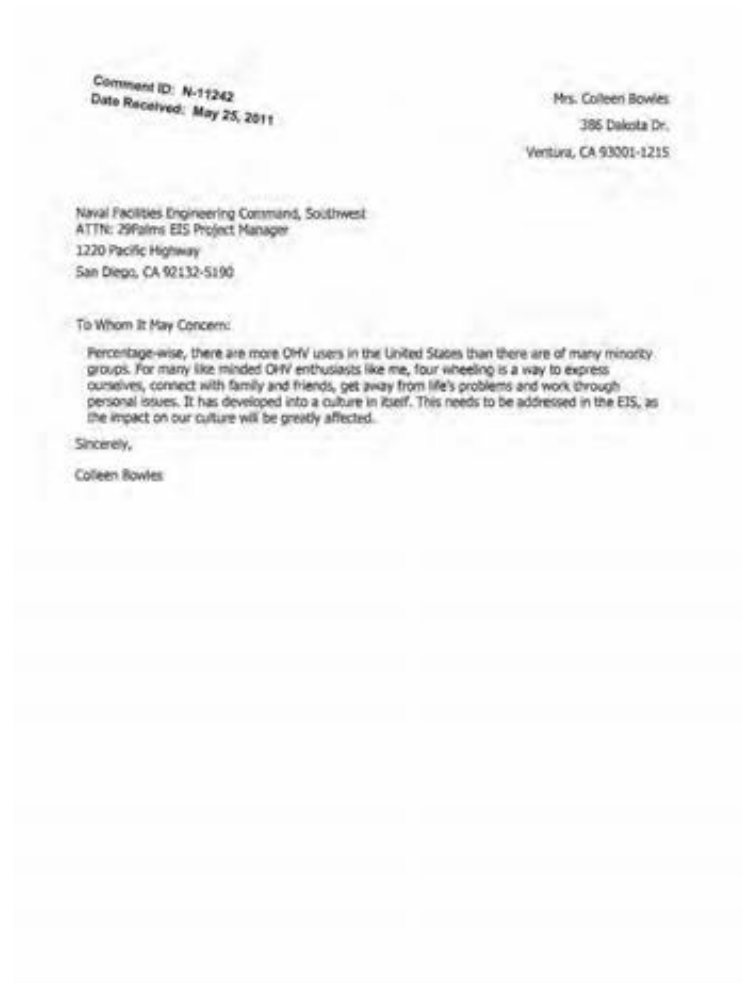 Comment ID: N-11242
Date Received: May 25, 2011
Mrs. Colleen Bowles
386 Dakota Dr.
Ventura, CA 93001-1215
Naval Facilities Engineering Command, Southwest
ATTN: 29Palms EIS Project Manager
1220 Pacific Highway
San Diego, CA 92132-5190
To Whom It May Concern:
Percentage-wise, there are more OHV users in the United States than there are of many minority
groups. For many like minded OHV enthusiasts like me, four wheeling is a way to express
ourselves, connect with family and friends, get away from life's problems and work through
personal issues. It has developed into a culture in itself. This needs to be addressed in the EIS, as
the impact on our culture will be greatly affected.
Sincerely,
Colleen Bowles